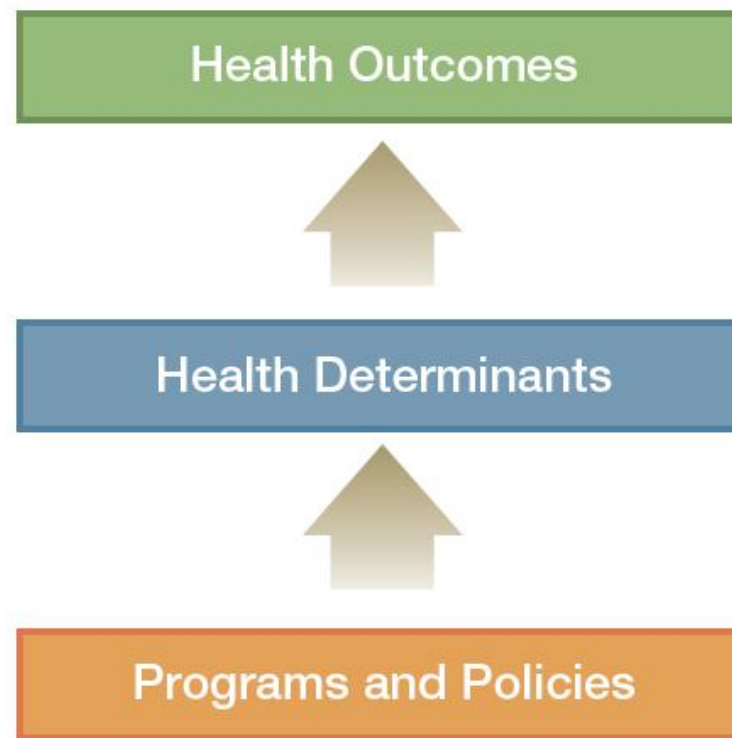 Health Outcomes
Health Determinants
Programs and Policies